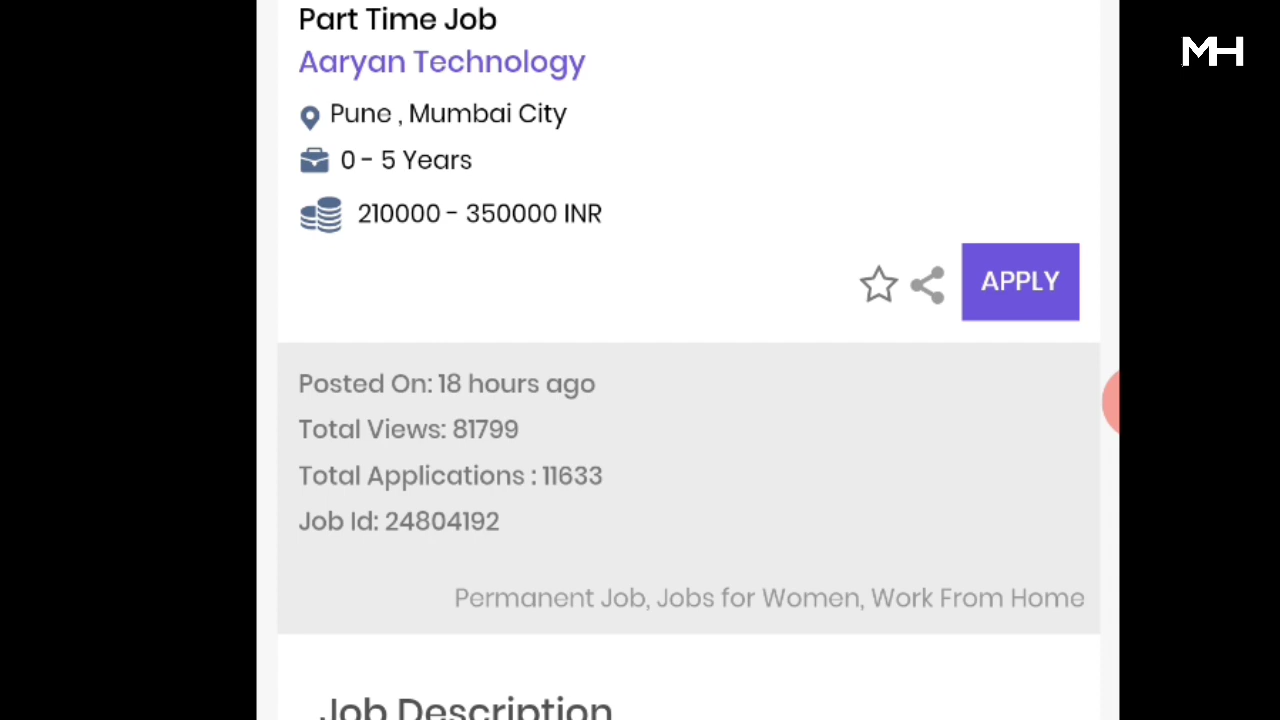 Part Time Job
MH
Aaryan Technology
Pune , Mumbai City
0 - 5 Years
210000 - 350000 INR
APPLY
Posted On: 18 hours ago
Total Views: 81799
Total Applications : 11633
Job Id: 24804192
Permanent Job, Jobs for Women, Work From Home
Job Description